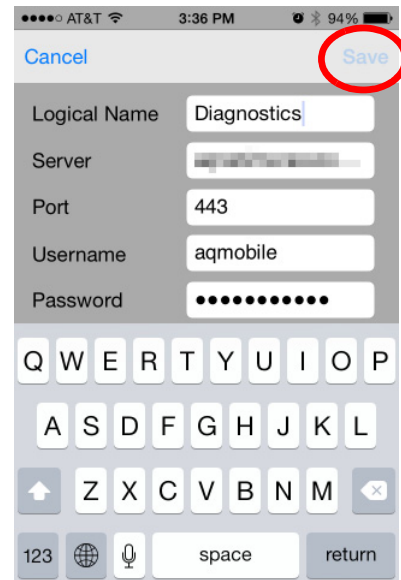 AT&T 3:36 PM 94%
Cancel Save
Logical Name Diagnostics
Server
Port 443
Username aqmobile
Password ●●●●●●●●●●●
Q W E R T Y U I O P
A S D F G H J K L
Z X C V B N M
123 space return